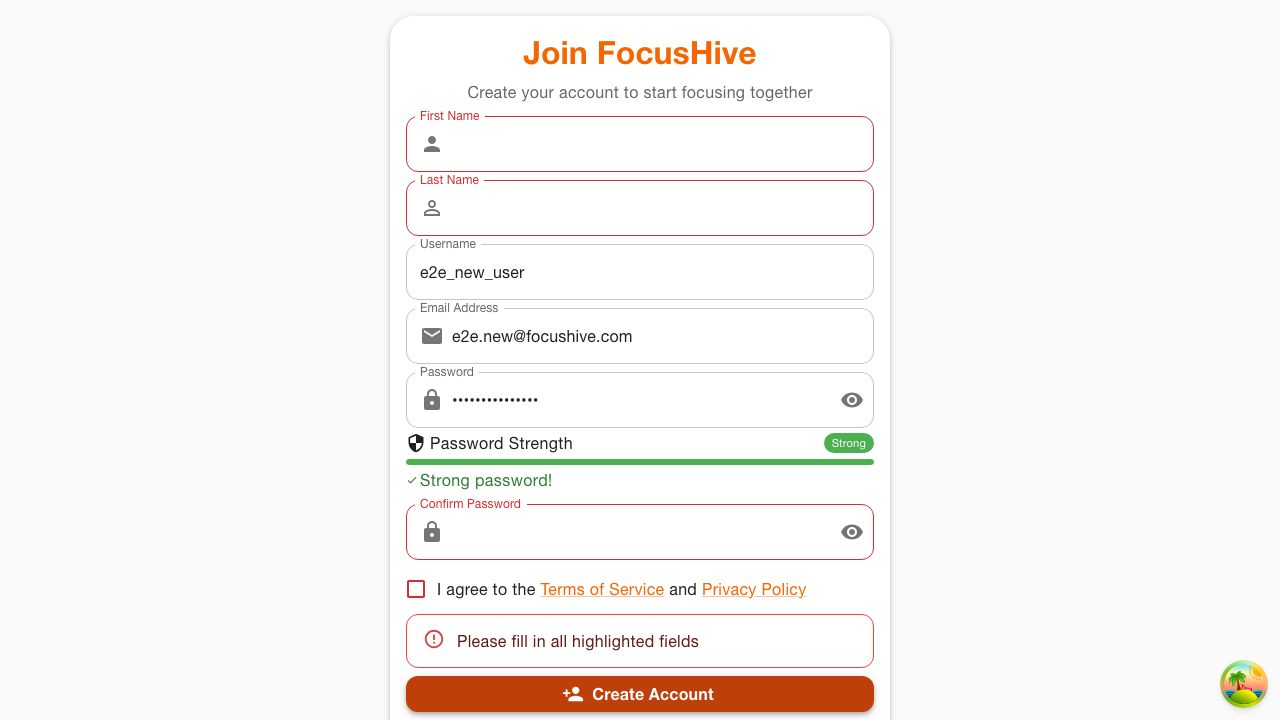 Join FocusHive
Create your account to start focusing together
First Name
Last Name
Username
e2e_new_user
Email Address
e2e.new@focushive.com
Password
•••••••••••••••
Password Strength
Strong
Strong password!
Confirm Password
I agree to the Terms of Service and Privacy Policy
Please fill in all highlighted fields
Create Account